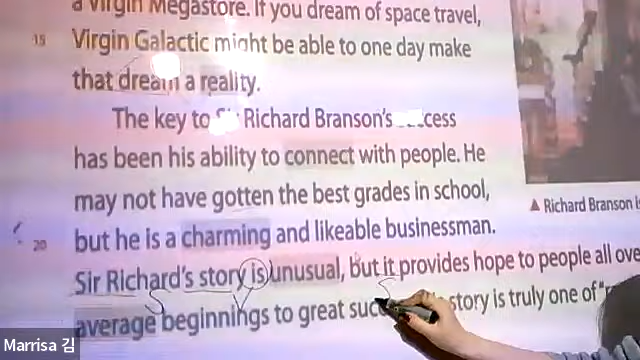 a Virgin Megastore. If you dream of space travel,
15 Virgin Galactic might be able to one day make
that dream a reality.
The key to Sir Richard Branson's success
has been his ability to connect with people. He
may not have gotten the best grades in school,
▲ Richard Branson
20 but he is a charming and likeable businessman.
Sir Richard's story is unusual, but it provides hope to people all over
S V S
average beginnings to great story is truly one of
Marrisa 김